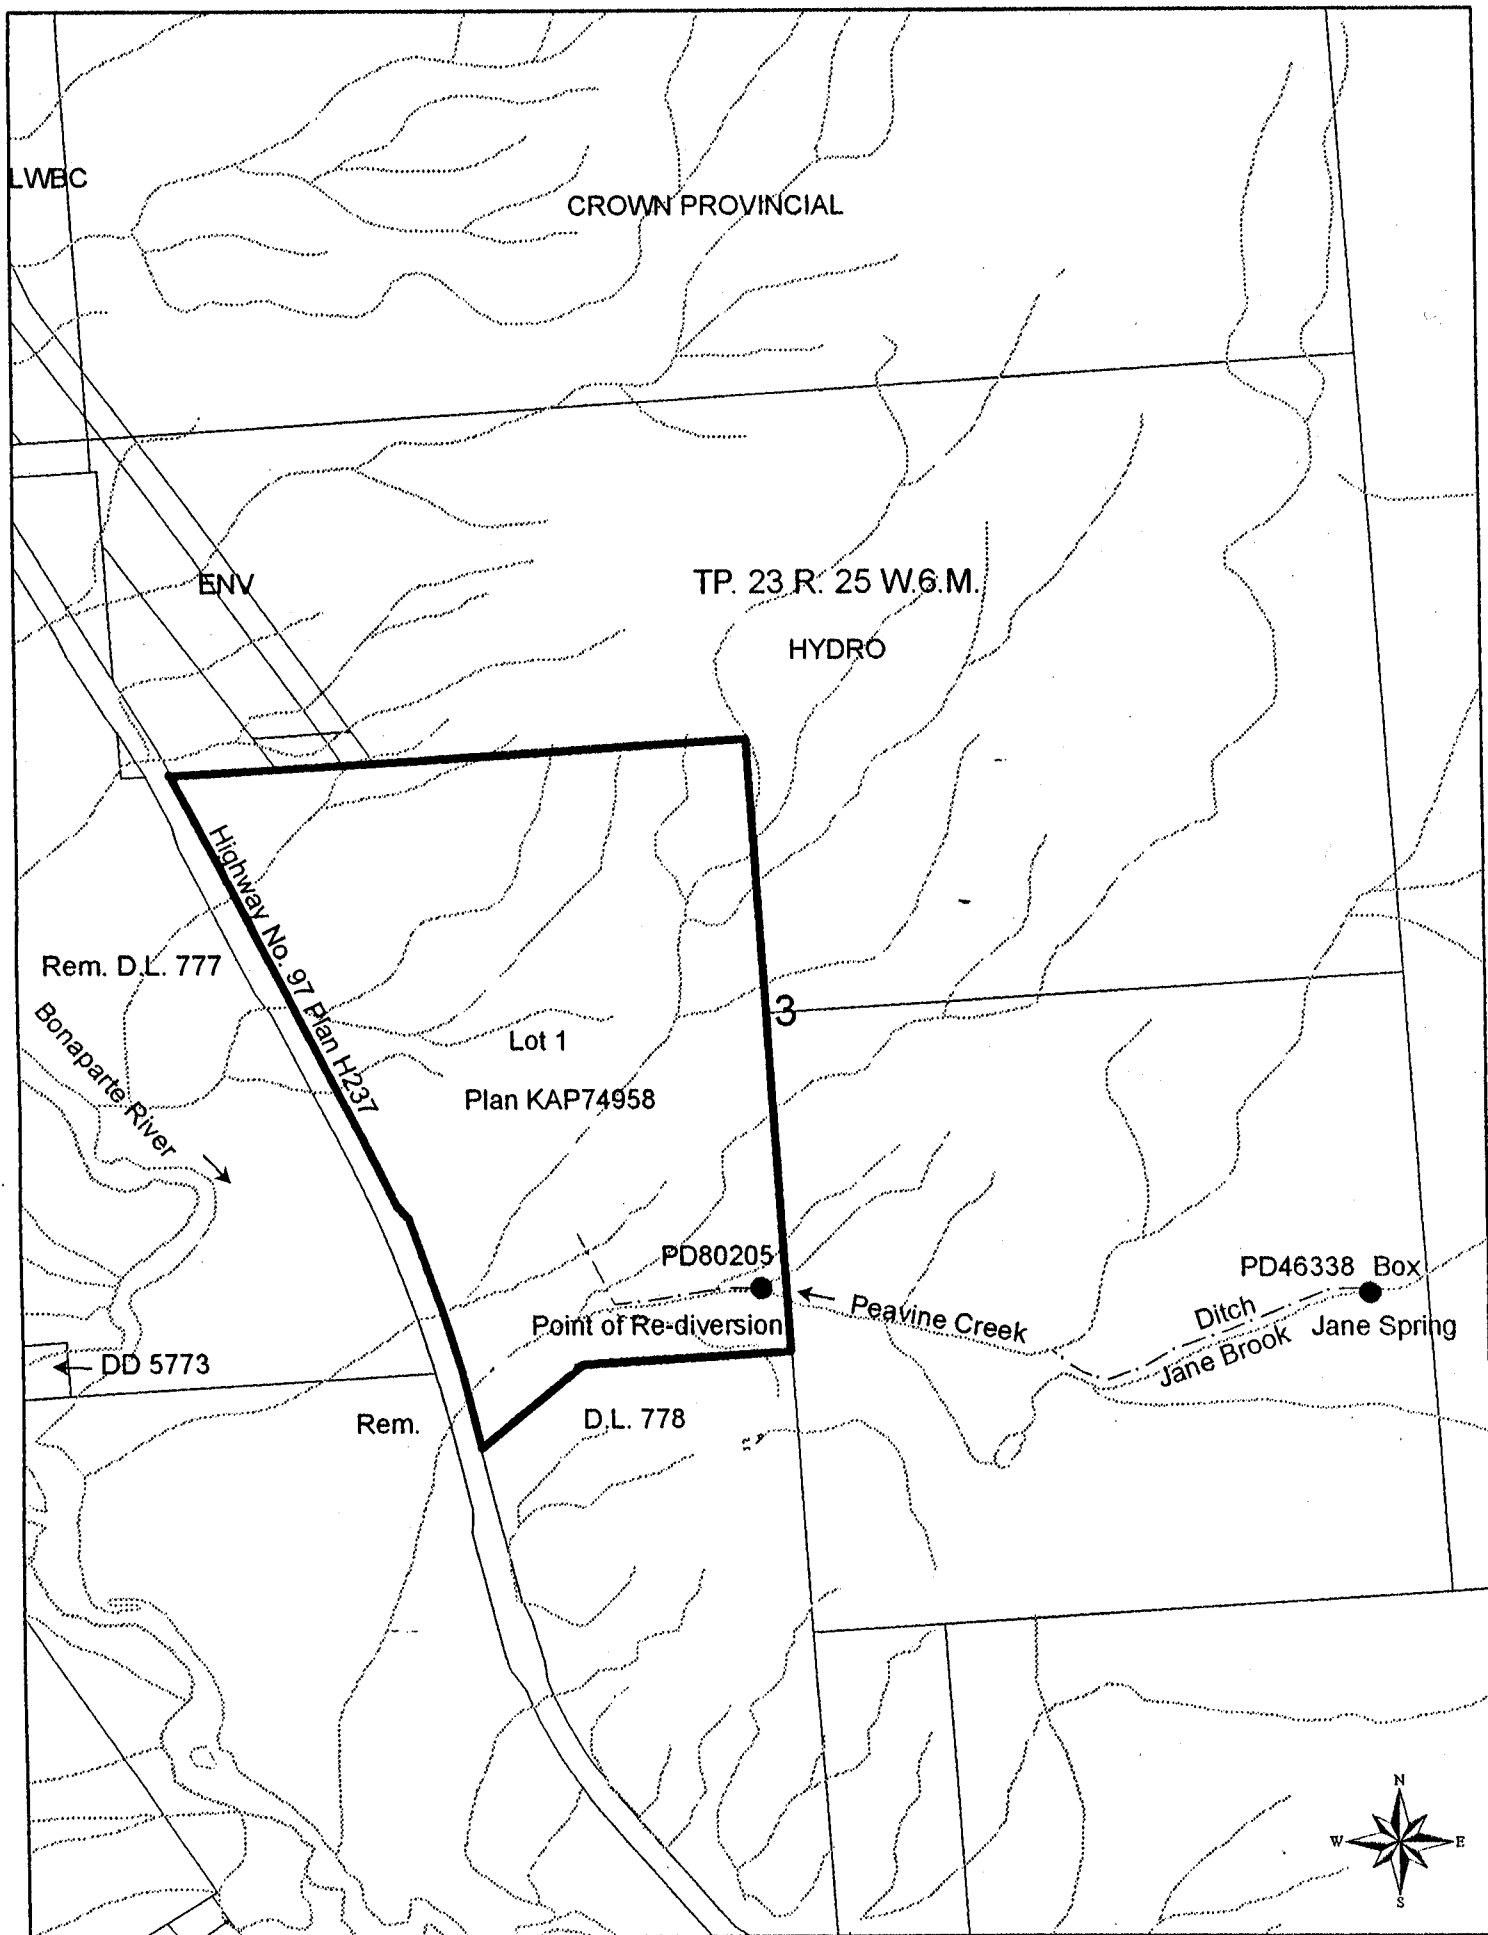 LWBC
CROWN PROVINCIAL
ENV
TP. 23 R. 25 W.6.M.
HYDRO
Highway No. 97 Plan H237
Rem. D.L. 777
Bonaparte River
3
Lot 1
Plan KAP74958
PD80205
Point of Re-diversion
Peavine Creek
PD46338 Box
Ditch
Jane Brook
Jane Spring
DD 5773
Rem.
D.L. 778
N
W E
S